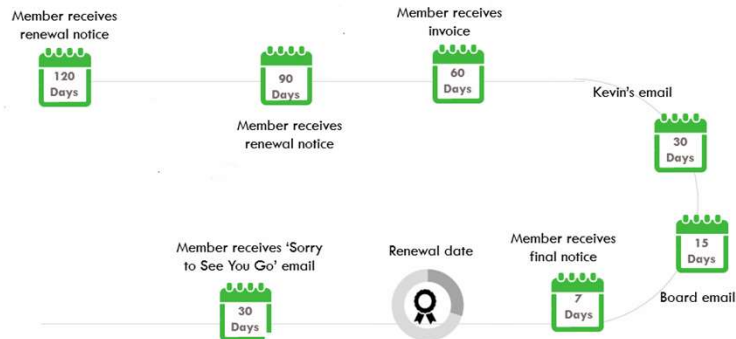 Member receives
renewal notice
120
Days
90
Days
Member receives
renewal notice
Member receives
invoice
60
Days
Kevin's email
30
Days
15
Days
Board email
Member receives
final notice
7
Days
Renewal date
Member receives ‘Sorry
to See You Go’ email
30
Days